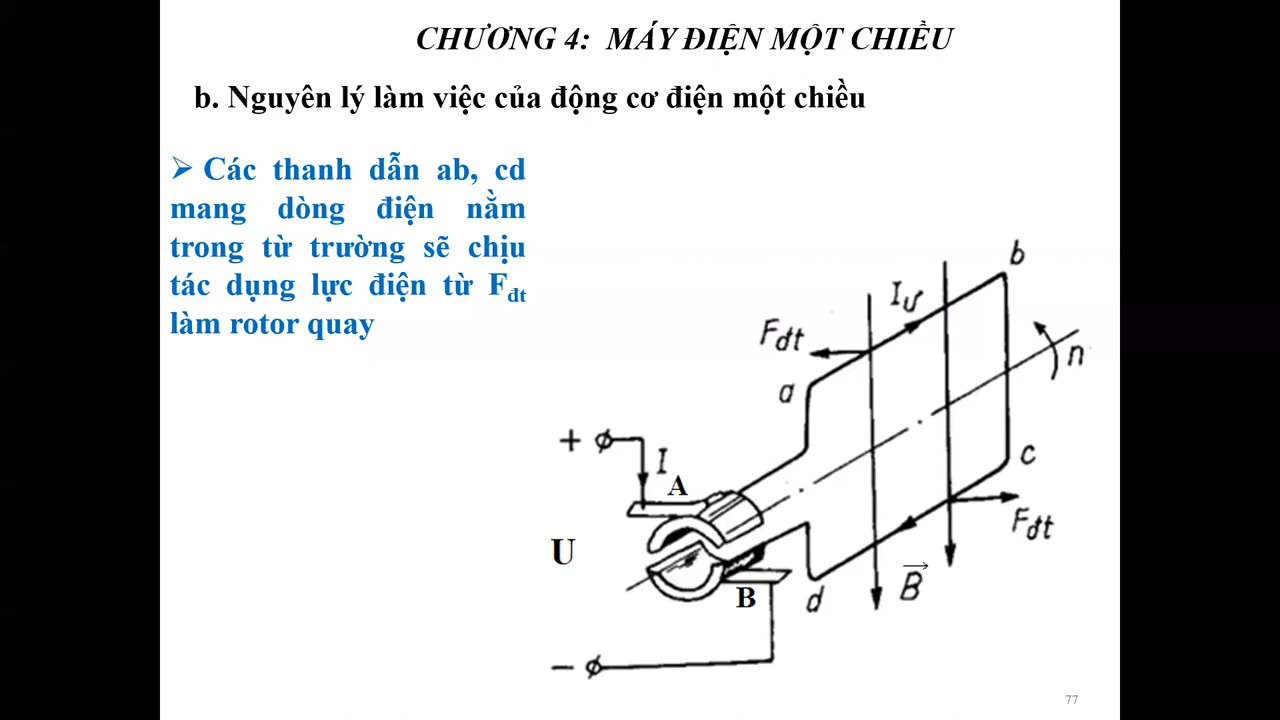 CHƯƠNG 4: MÁY ĐIỆN MỘT CHIỀU
b. Nguyên lý làm việc của động cơ điện một chiều
➢ Các thanh dẫn ab, cd
mang dòng điện nằm
trong từ trường sẽ chịu
tác dụng lực điện từ Fđt
làm rotor quay
b
Iư
Fđt
n
a
+
I
A
c
Fđt
U
B
d
B
−
77